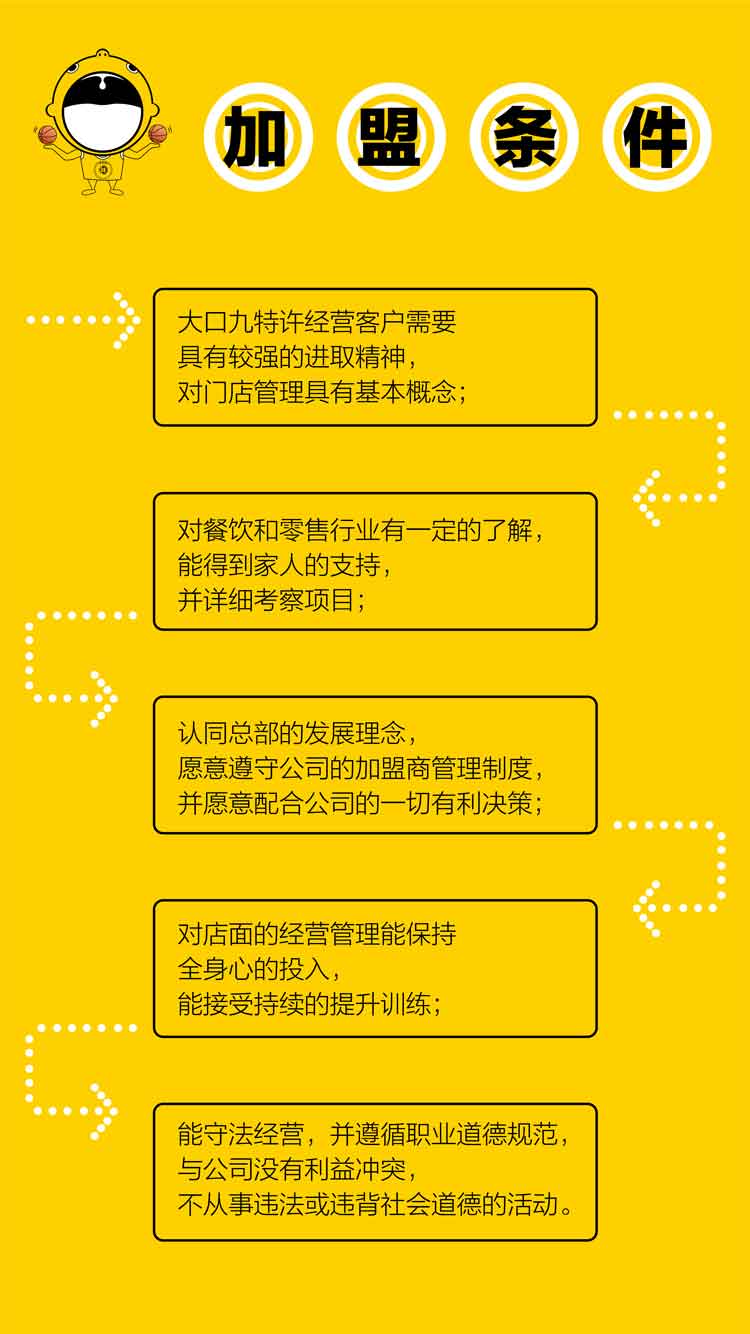 加盟条件
大口九特许经营客户需要
具有较强的进取精神，
对门店管理具有基本概念；
对餐饮和零售行业有一定的了解，
能得到家人的支持，
并详细考察项目；
认同总部的发展理念，
愿意遵守公司的加盟商管理制度，
并愿意配合公司的一切有利决策；
对店面的经营管理能保持
全身心的投入，
能接受持续的提升训练；
能守法经营，并遵循职业道德规范，
与公司没有利益冲突，
不从事违法或违背社会道德的活动。